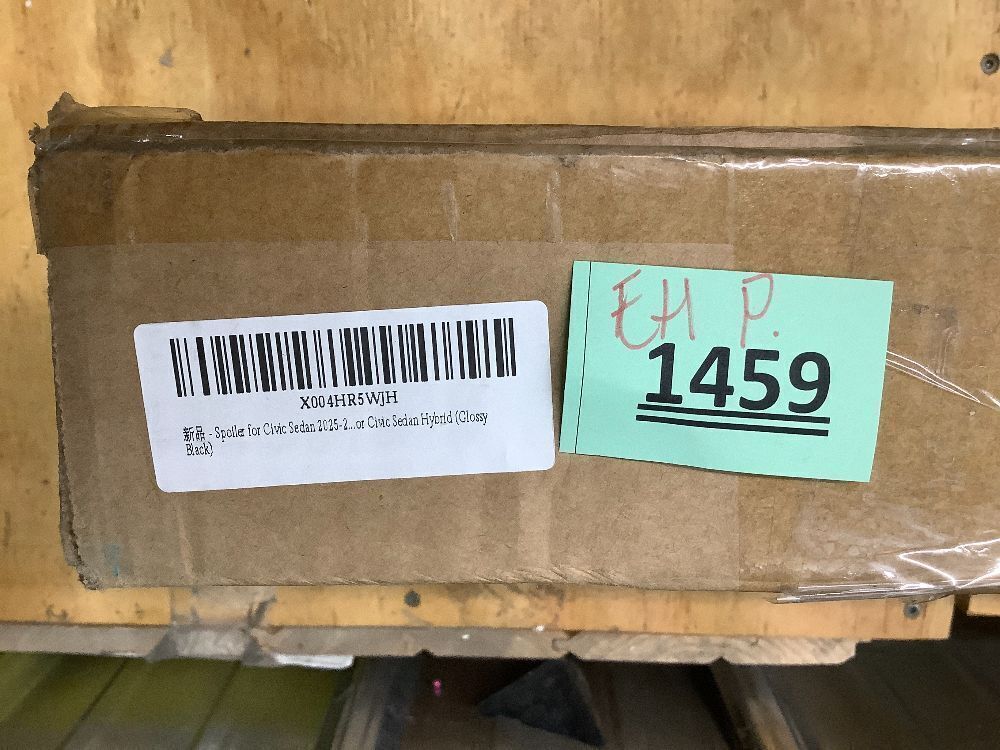 X004HR5WJH
新品 - Spoiler for Civic Sedan 2025-2...or Civic Sedan Hybrid (Glossy
Black)
EH P.
1459